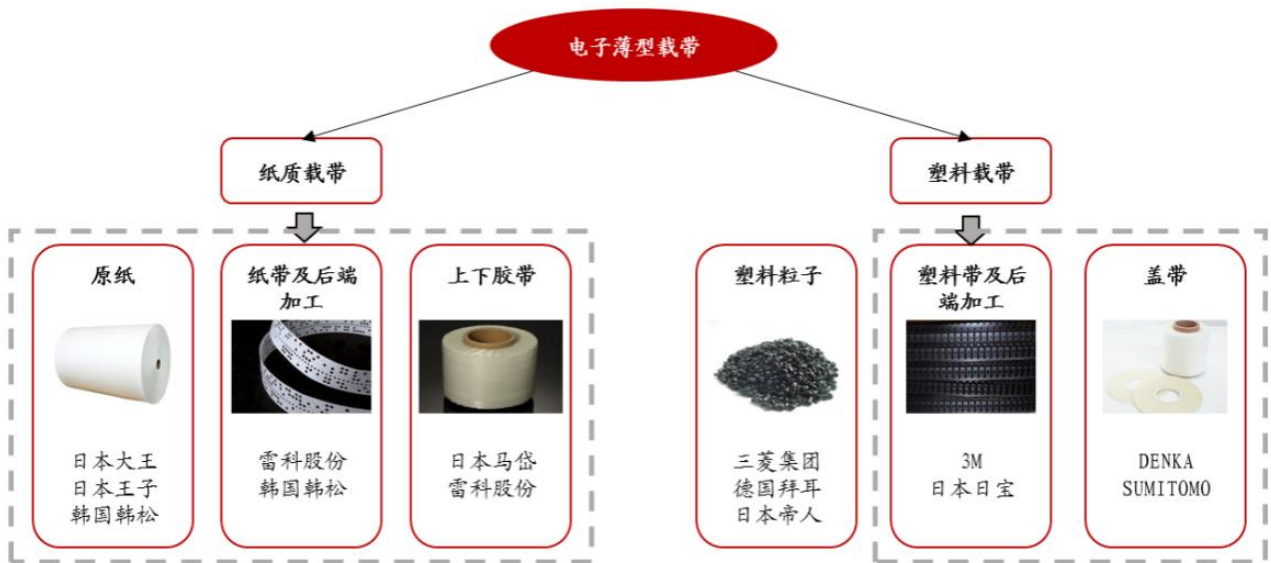 电子薄型载带
纸质载带
塑料载带
原纸
日本大王
日本王子
韩国韩松
纸带及后端
加工
雷科股份
韩国韩松
上下胶带
日本马岱
雷科股份
塑料粒子
三菱集团
德国拜耳
日本帝人
塑料带及后
端加工
3M
日本日宝
盖带
DENKA
SUMITOMO